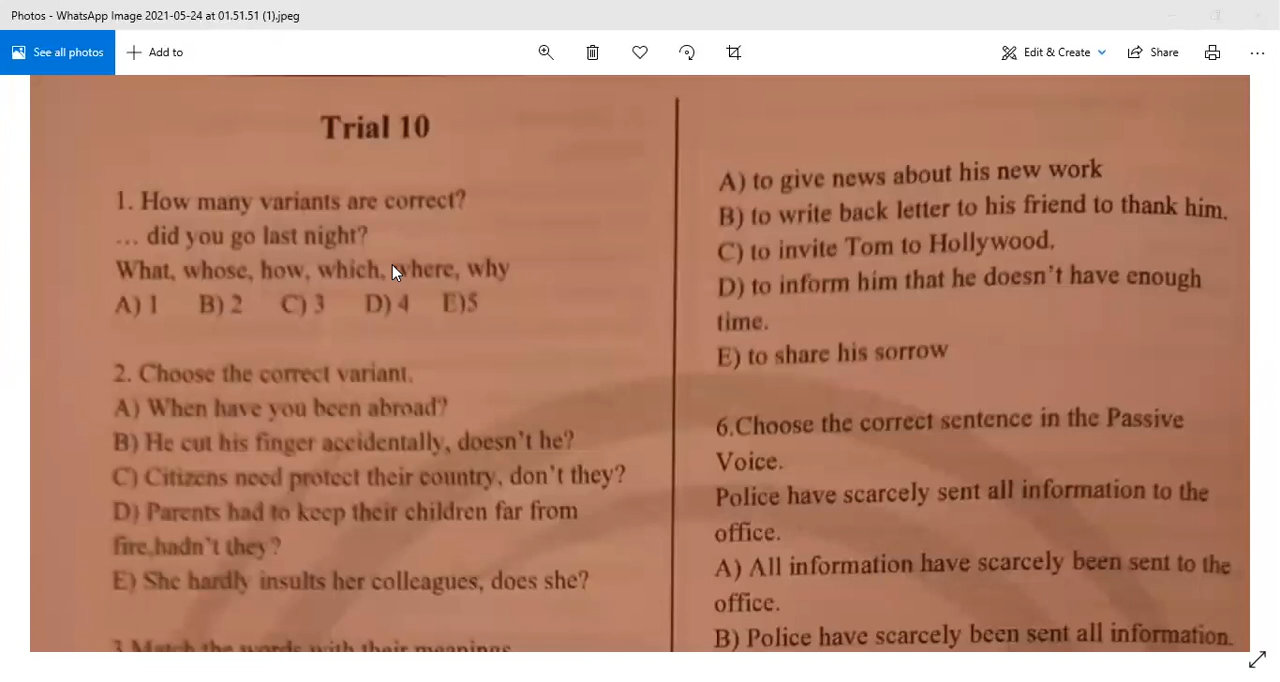 Photos - WhatsApp Image 2021-05-24 at 01.51.51 (1).jpeg
See all photos
Add to
Edit & Create
Share
Trial 10
1. How many variants are correct?
… did you go last night?
What, whose, how, which, where, why
A) 1 B) 2 C) 3 D) 4 E)5
2. Choose the correct variant.
A) When have you been abroad?
B) He cut his finger accidentally, doesn't he?
C) Citizens need protect their country, don't they?
D) Parents had to keep their children far from
fire,hadn't they?
E) She hardly insults her colleagues, does she?
3.Match the words with their meanings
A) to give news about his new work
B) to write back letter to his friend to thank him.
C) to invite Tom to Hollywood.
D) to inform him that he doesn't have enough
time.
E) to share his sorrow
6.Choose the correct sentence in the Passive
Voice.
Police have scarcely sent all information to the
office.
A) All information have scarcely been sent to the
office.
B) Police have scarcely been sent all information.